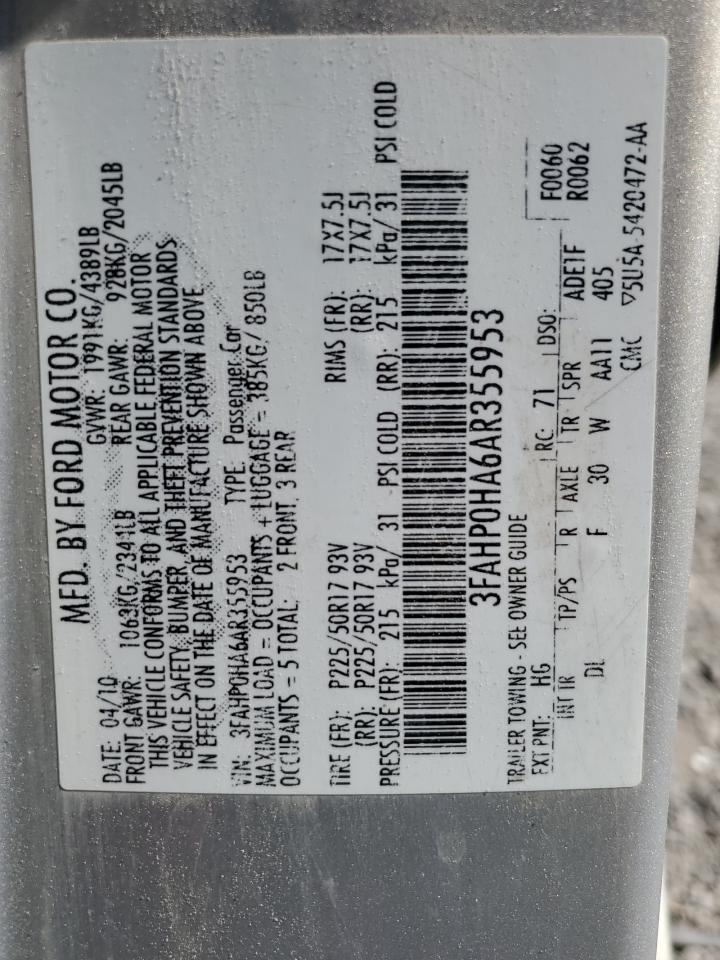 MFD. BY FORD MOTOR CO.
DATE: 04/10 GVWR: 1991KG/4389LB
FRONT GAWR: 1063KG/2344LB REAR GAWR: 928KG/2045LB
THIS VEHICLE CONFORMS TO ALL APPLICABLE FEDERAL MOTOR
VEHICLE SAFETY, BUMPER, AND THEFT PREVENTION STANDARDS
IN EFFECT ON THE DATE OF MANUFACTURE SHOWN ABOVE
VIN: 3FAHP0HA6AR355953 TYPE: Passenger Car
MAXIMUM LOAD = OCCUPANTS + LUGGAGE = 385KG/ 850LB
OCCUPANTS = 5 TOTAL: 2 FRONT, 3 REAR
TIRE (FR): P225/50R17 93V RIMS (FR): 17X7.5J
(RR): P225/50R17 93V (RR): 17X7.5J
PRESSURE (FR): 215 kPa/ 31 PSI COLD (RR): 215 kPa/ 31 PSI COLD
3FAHP0HA6AR355953
TRAILER TOWING - SEE OWNER GUIDE
F0060
R0062
EXT PNT: HG RC: 71 DSO:
INT TR TP/PS R AXLE TR SPR ADE1F
DL F 30 W AA11 405
CMC ▽5U5A-5420472-AA